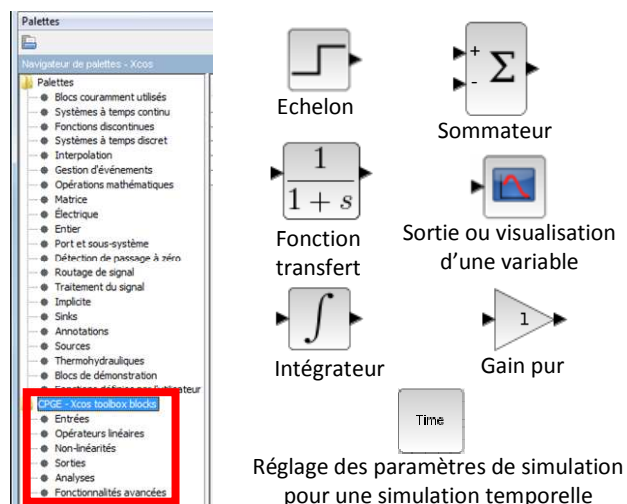 Palettes
Navigateur de palettes - Xcos
Palettes
Blocs couramment utilisés
Systèmes à temps continu
Fonctions discontinues
Systèmes à temps discret
Interpolation
Gestion d'événements
Opérations mathématiques
Matrice
Électrique
Entier
Port et sous-système
Détection de passage à zéro
Routage de signal
Traitement du signal
Implicite
Sinks
Annotations
Sources
Thermohydrauliques
Blocs de démonstration
Fonctions définies par l'utilisateur
CPGE - Xcos toolbox blocks
Entrées
Opérateurs linéaires
Non-linéarités
Sorties
Analyses
Fonctionnalités avancées
Echelon
+
-
Σ
Sommateur
1
1 + s
Fonction
transfert
Sortie ou visualisation
d'une variable
∫
Intégrateur
1
Gain pur
Time
Réglage des paramètres de simulation
pour une simulation temporelle